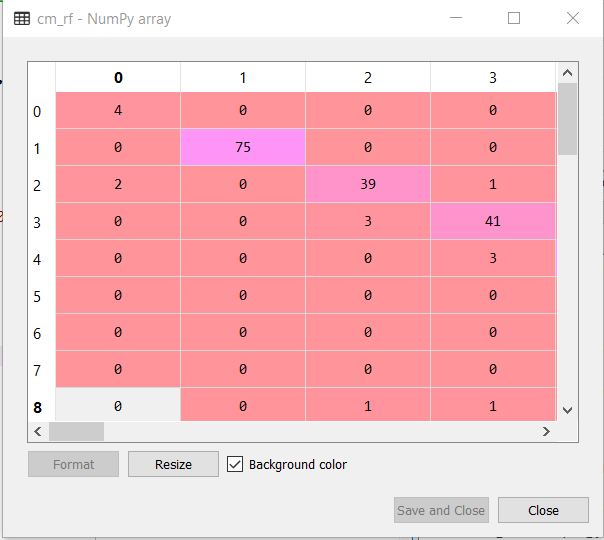 cm_rf - NumPy array
0 1 2 3
0 4 0 0 0
1 0 75 0 0
2 2 0 39 1
3 0 0 3 41
4 0 0 0 3
5 0 0 0 0
6 0 0 0 0
7 0 0 0 0
8 0 0 1 1
Format Resize Background color
Save and Close Close